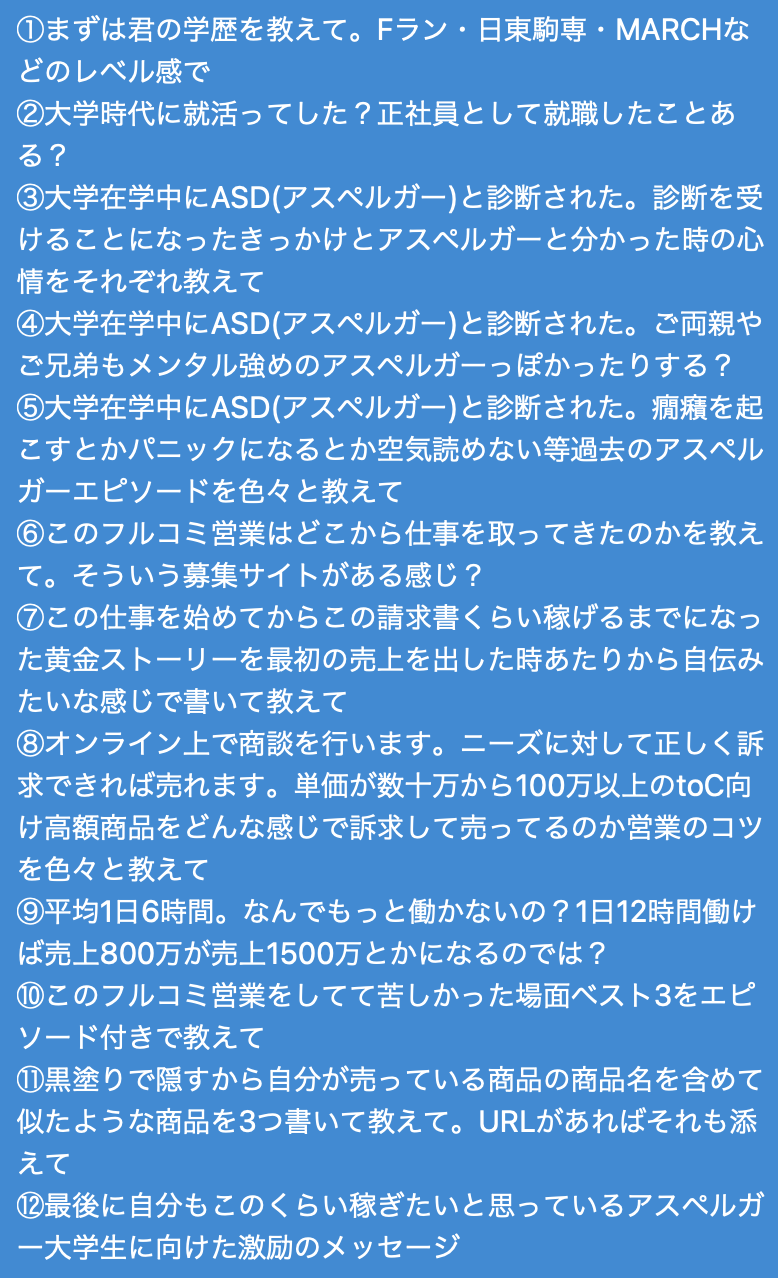 ①まずは君の学歴を教えて。Fラン・日東駒専・MARCHな
どのレベル感で
②大学時代に就活ってした？正社員として就職したことあ
る？
③大学在学中にASD(アスペルガー)と診断された。診断を受
けることになったきっかけとアスペルガーと分かった時の心
情をそれぞれ教えて
④大学在学中にASD(アスペルガー)と診断された。ご両親や
ご兄弟もメンタル強めのアスペルガーっぽかったりする？
⑤大学在学中にASD(アスペルガー)と診断された。癇癪を起
こすとかパニックになるとか空気読めない等過去のアスペル
ガーエピソードを色々と教えて
⑥このフルコミ営業はどこから仕事を取ってきたのかを教え
て。そういう募集サイトがある感じ？
⑦この仕事を始めてからこの請求書くらい稼げるまでになっ
た黄金ストーリーを最初の売上を出した時あたりから自伝み
たいな感じで書いて教えて
⑧オンライン上で商談を行います。ニーズに対して正しく訴
求できれば売れます。単価が数十万から100万以上のtoC向
け高額商品をどんな感じで訴求して売ってるのか営業のコツ
を色々と教えて
⑨平均1日6時間。なんでもっと働かないの？1日12時間働け
ば売上800万が売上1500万とかになるのでは？
⑩このフルコミ営業をしてて苦しかった場面ベスト3をエピ
ソード付きで教えて
⑪黒塗りで隠すから自分が売っている商品の商品名を含めて
似たような商品を3つ書いて教えて。URLがあればそれも添
えて
⑫最後に自分もこのくらい稼ぎたいと思っているアスペルガ
ー大学生に向けた激励のメッセージ